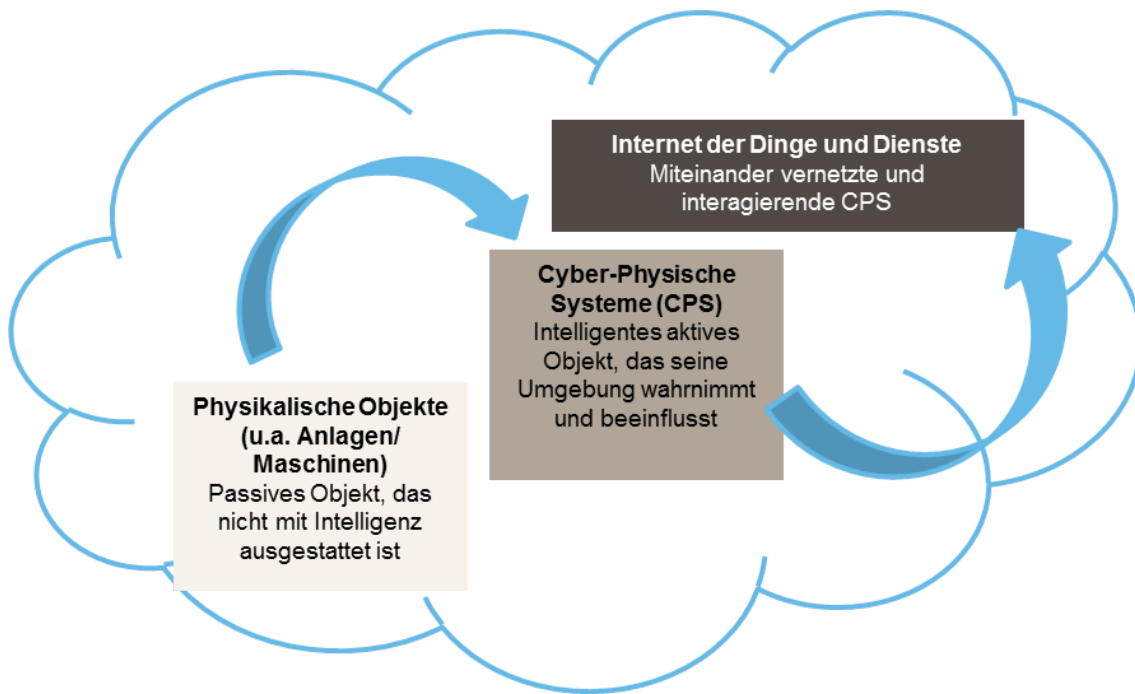 Internet der Dinge und Dienste
Miteinander vernetzte und
interagierende CPS
Cyber-Physische
Systeme (CPS)
Intelligentes aktives
Objekt, das seine
Umgebung wahrnimmt
und beeinflusst
Physikalische Objekte
(u.a. Anlagen/
Maschinen)
Passives Objekt, das
nicht mit Intelligenz
ausgestattet ist